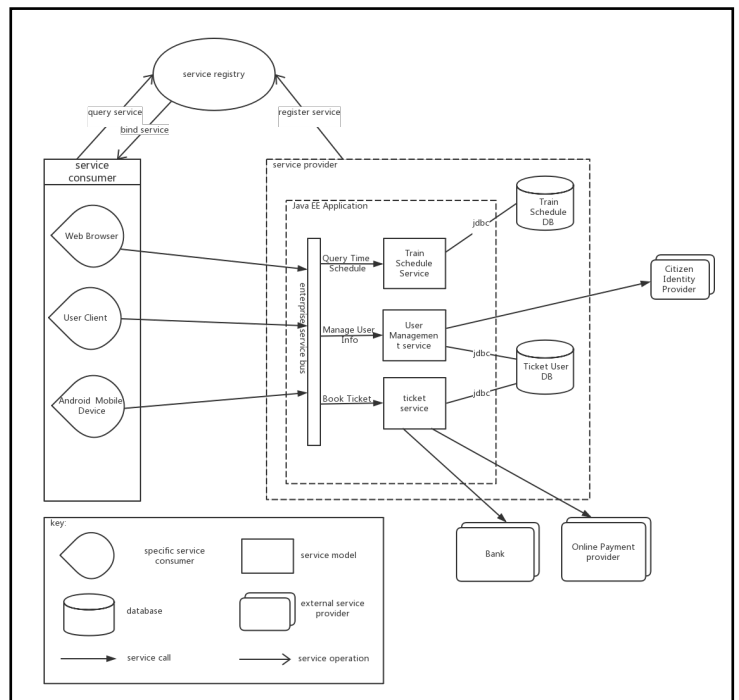 service registry
query service
bind service
register service
service
consumer
service provider
Java EE Application
Train
Schedule
DB
jdbc
Web Browser
Query Time
Schedule
Train
Schedule
Service
Citizen
Identity
Provider
enterprise service bus
User Client
Manage User
Info
User
Managemen
t service
jdbc
Ticket User
DB
Android Mobile
Device
Book Ticket
ticket
service
jdbc
Bank
Online Payment
provider
key:
specific service
consumer
service model
database
external service
provider
service call
service operation